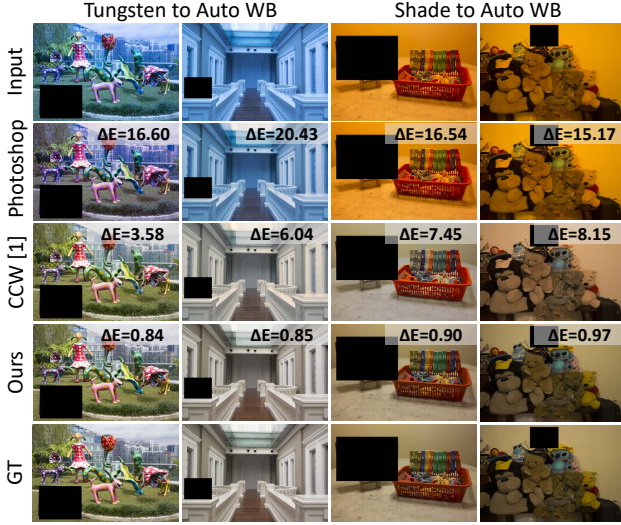 Tungsten to Auto WB Shade to Auto WB
Input
Photoshop ΔE=16.60 ΔE=20.43 ΔE=16.54 ΔE=15.17
CCW [1] ΔE=3.58 ΔE=6.04 ΔE=7.45 ΔE=8.15
Ours ΔE=0.84 ΔE=0.85 ΔE=0.90 ΔE=0.97
GT